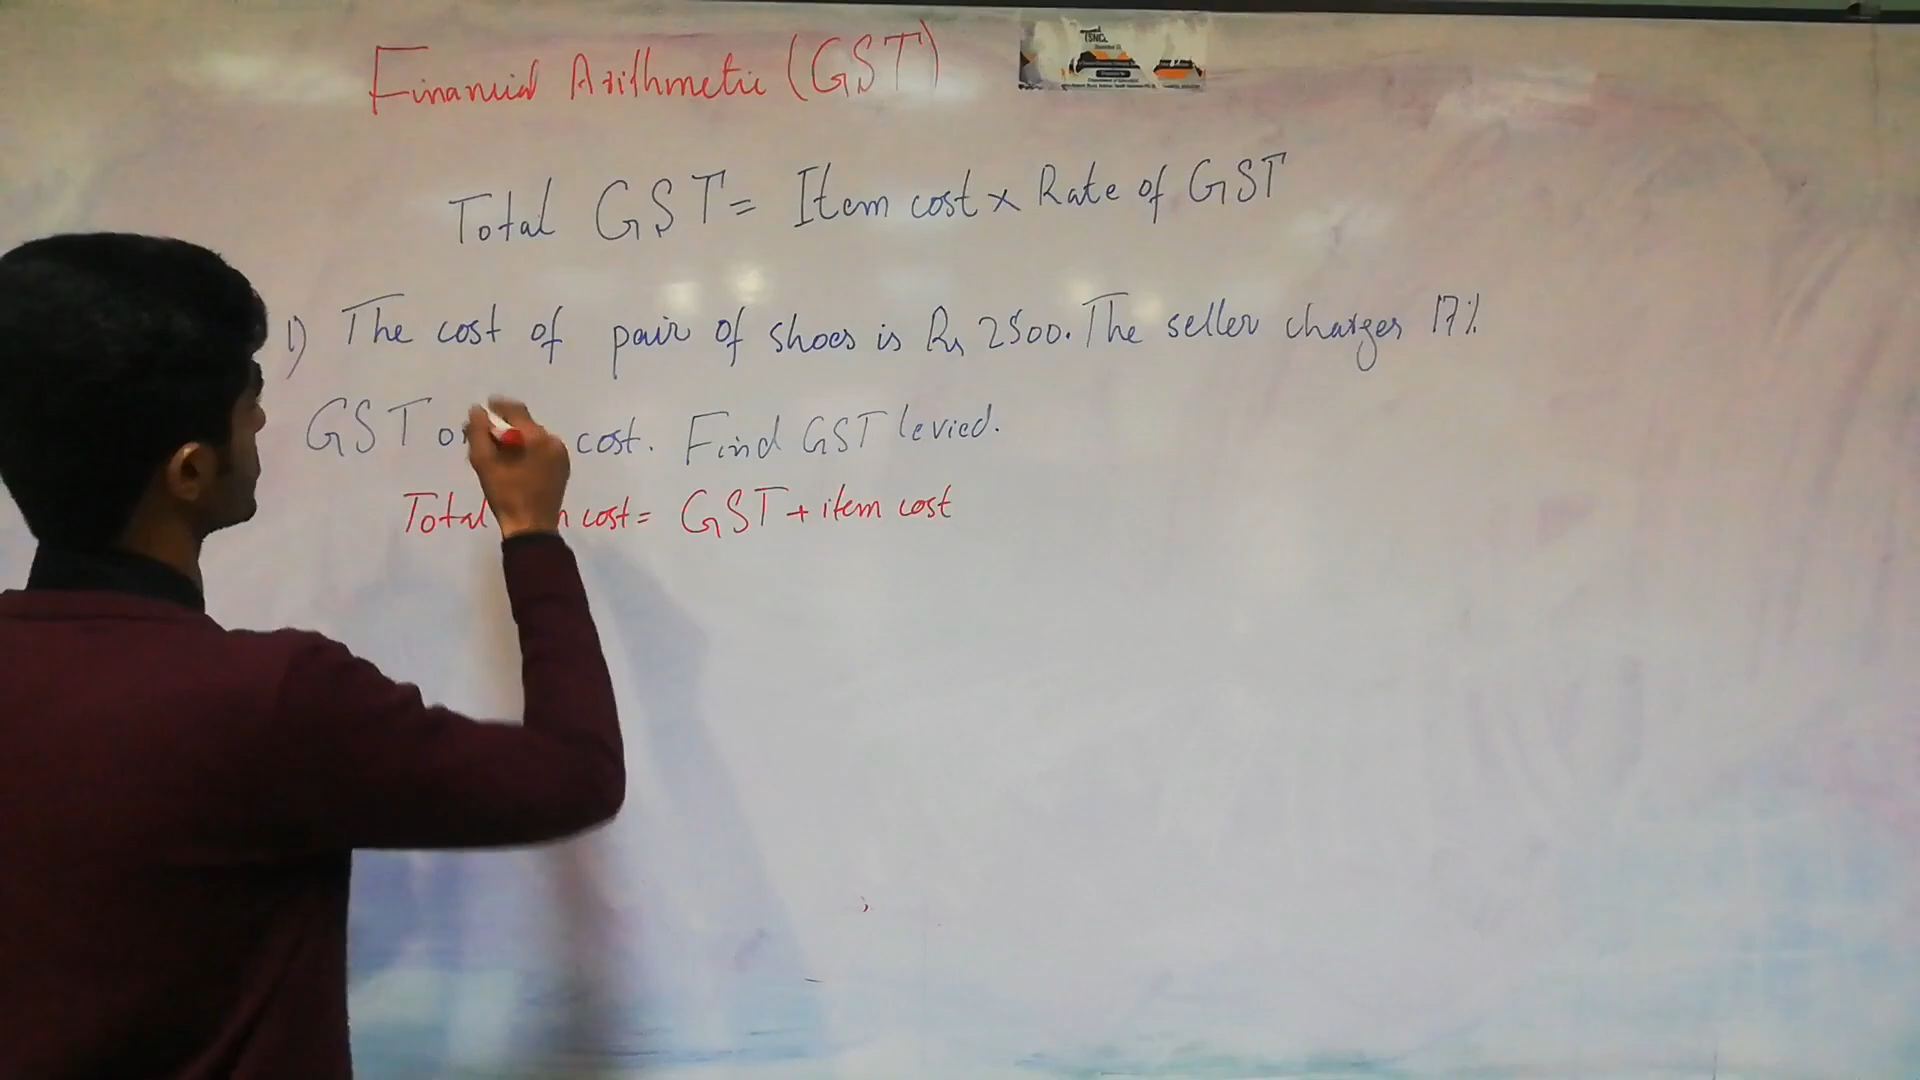 Financial Arithmetic (GST)
TSNC
Total GST = Item cost × Rate of GST
1) The cost of pair of shoes is Rs 2500. The seller charges 17%
GST on cost. Find GST levied.
Total cost = GST + item cost